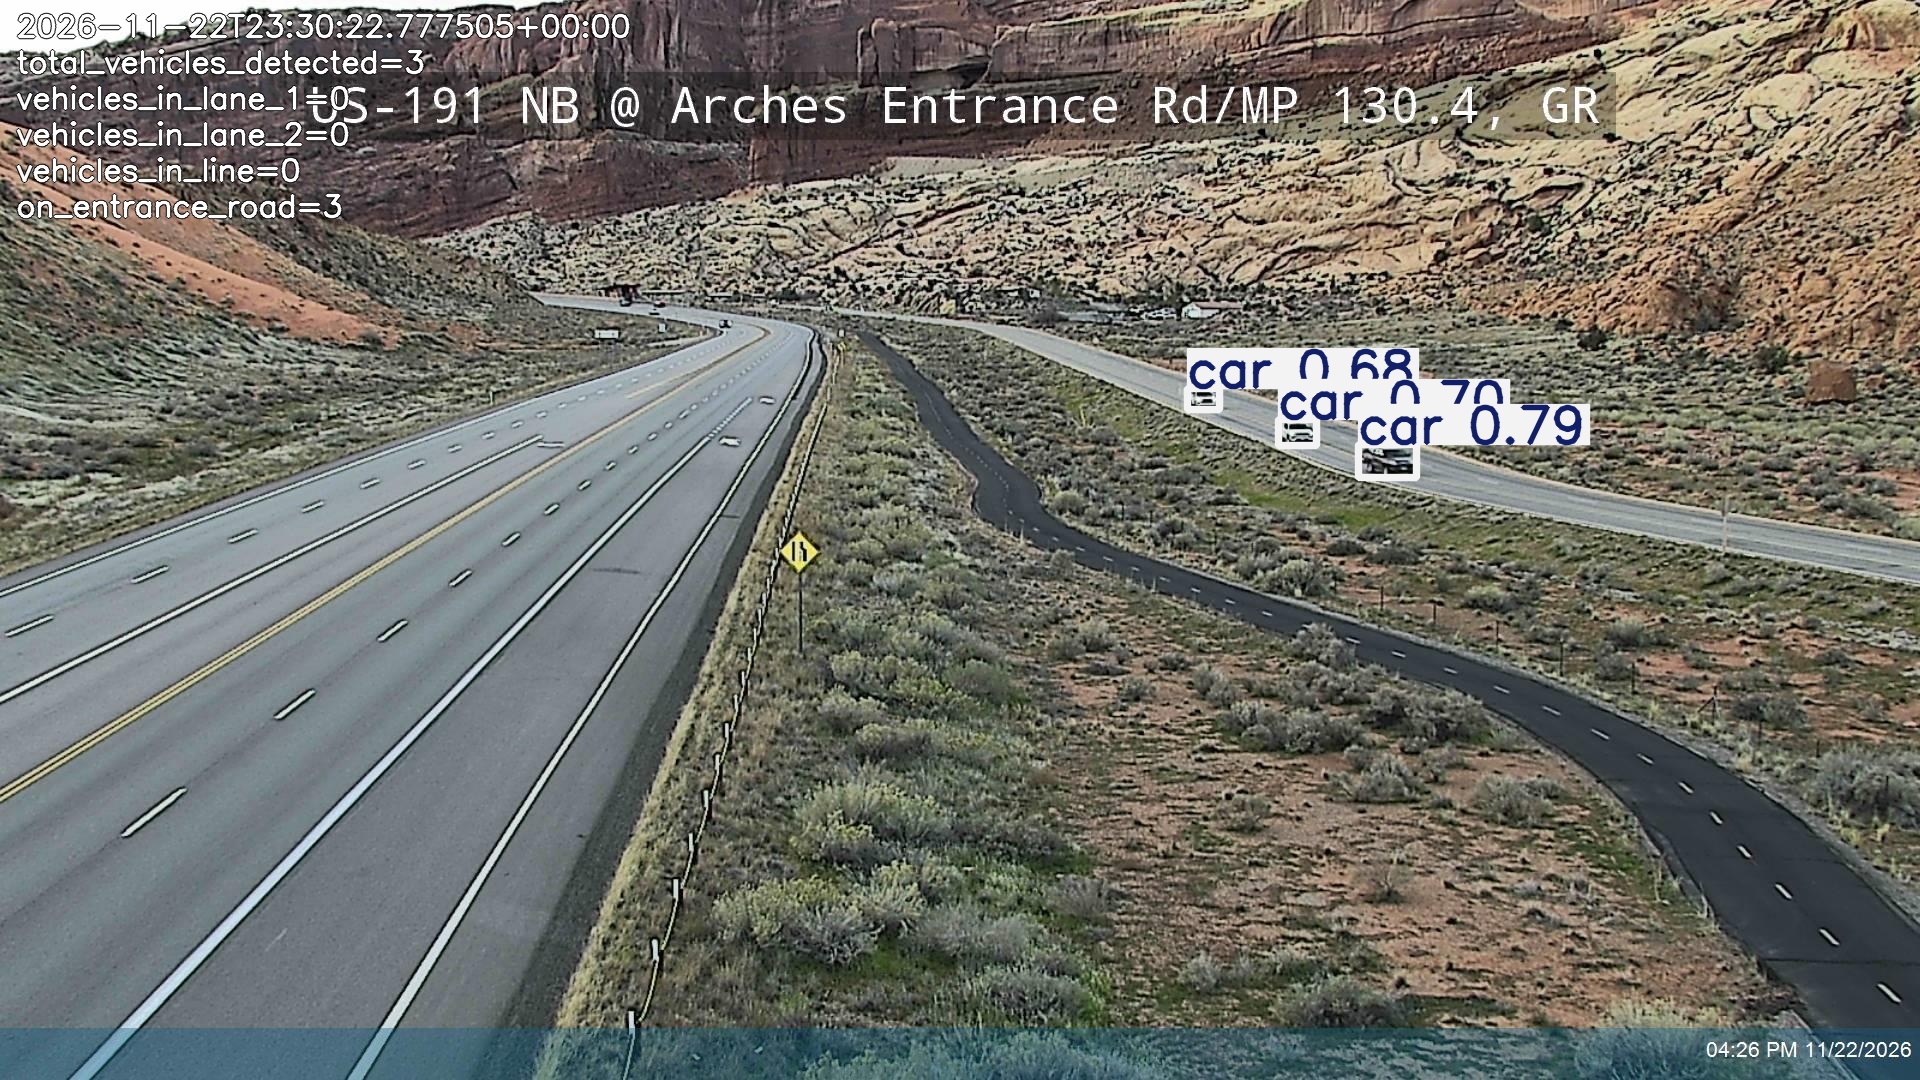 2026-11-22T23:30:22.777505+00:00
total_vehicles_detected=3
vehicles_in_lane_1=0
US-191 NB @ Arches Entrance Rd/MP 130.4, GR
vehicles_in_lane_2=0
vehicles_in_line=0
on_entrance_road=3
car 0.68
car 0.70
car 0.79
04:26 PM 11/22/2026